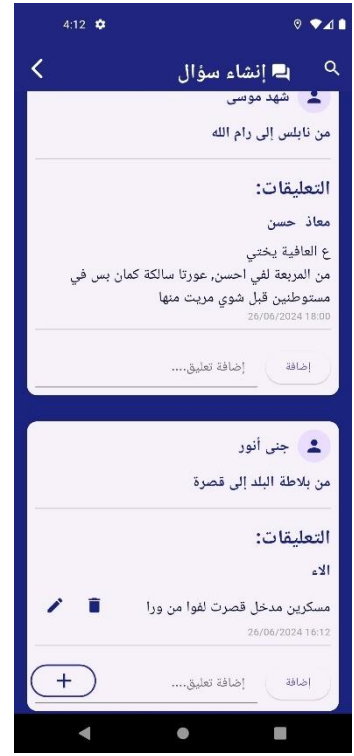 4:12
إنشاء سؤال
شهد موسى
من نابلس إلى رام الله
التعليقات:
معاذ حسن
ع العافية يختي
من المربعة لفي احسن, عورتا سالكة كمان بس في
مستوطنين قبل شوي مريت منها
26/06/2024 18:00
إضافة
إضافة تعليق....
جنى أنور
من بلاطة البلد إلى قصرة
التعليقات:
الاء
مسكرين مدخل قصرت لفوا من ورا
26/06/2024 16:12
إضافة
إضافة تعليق....